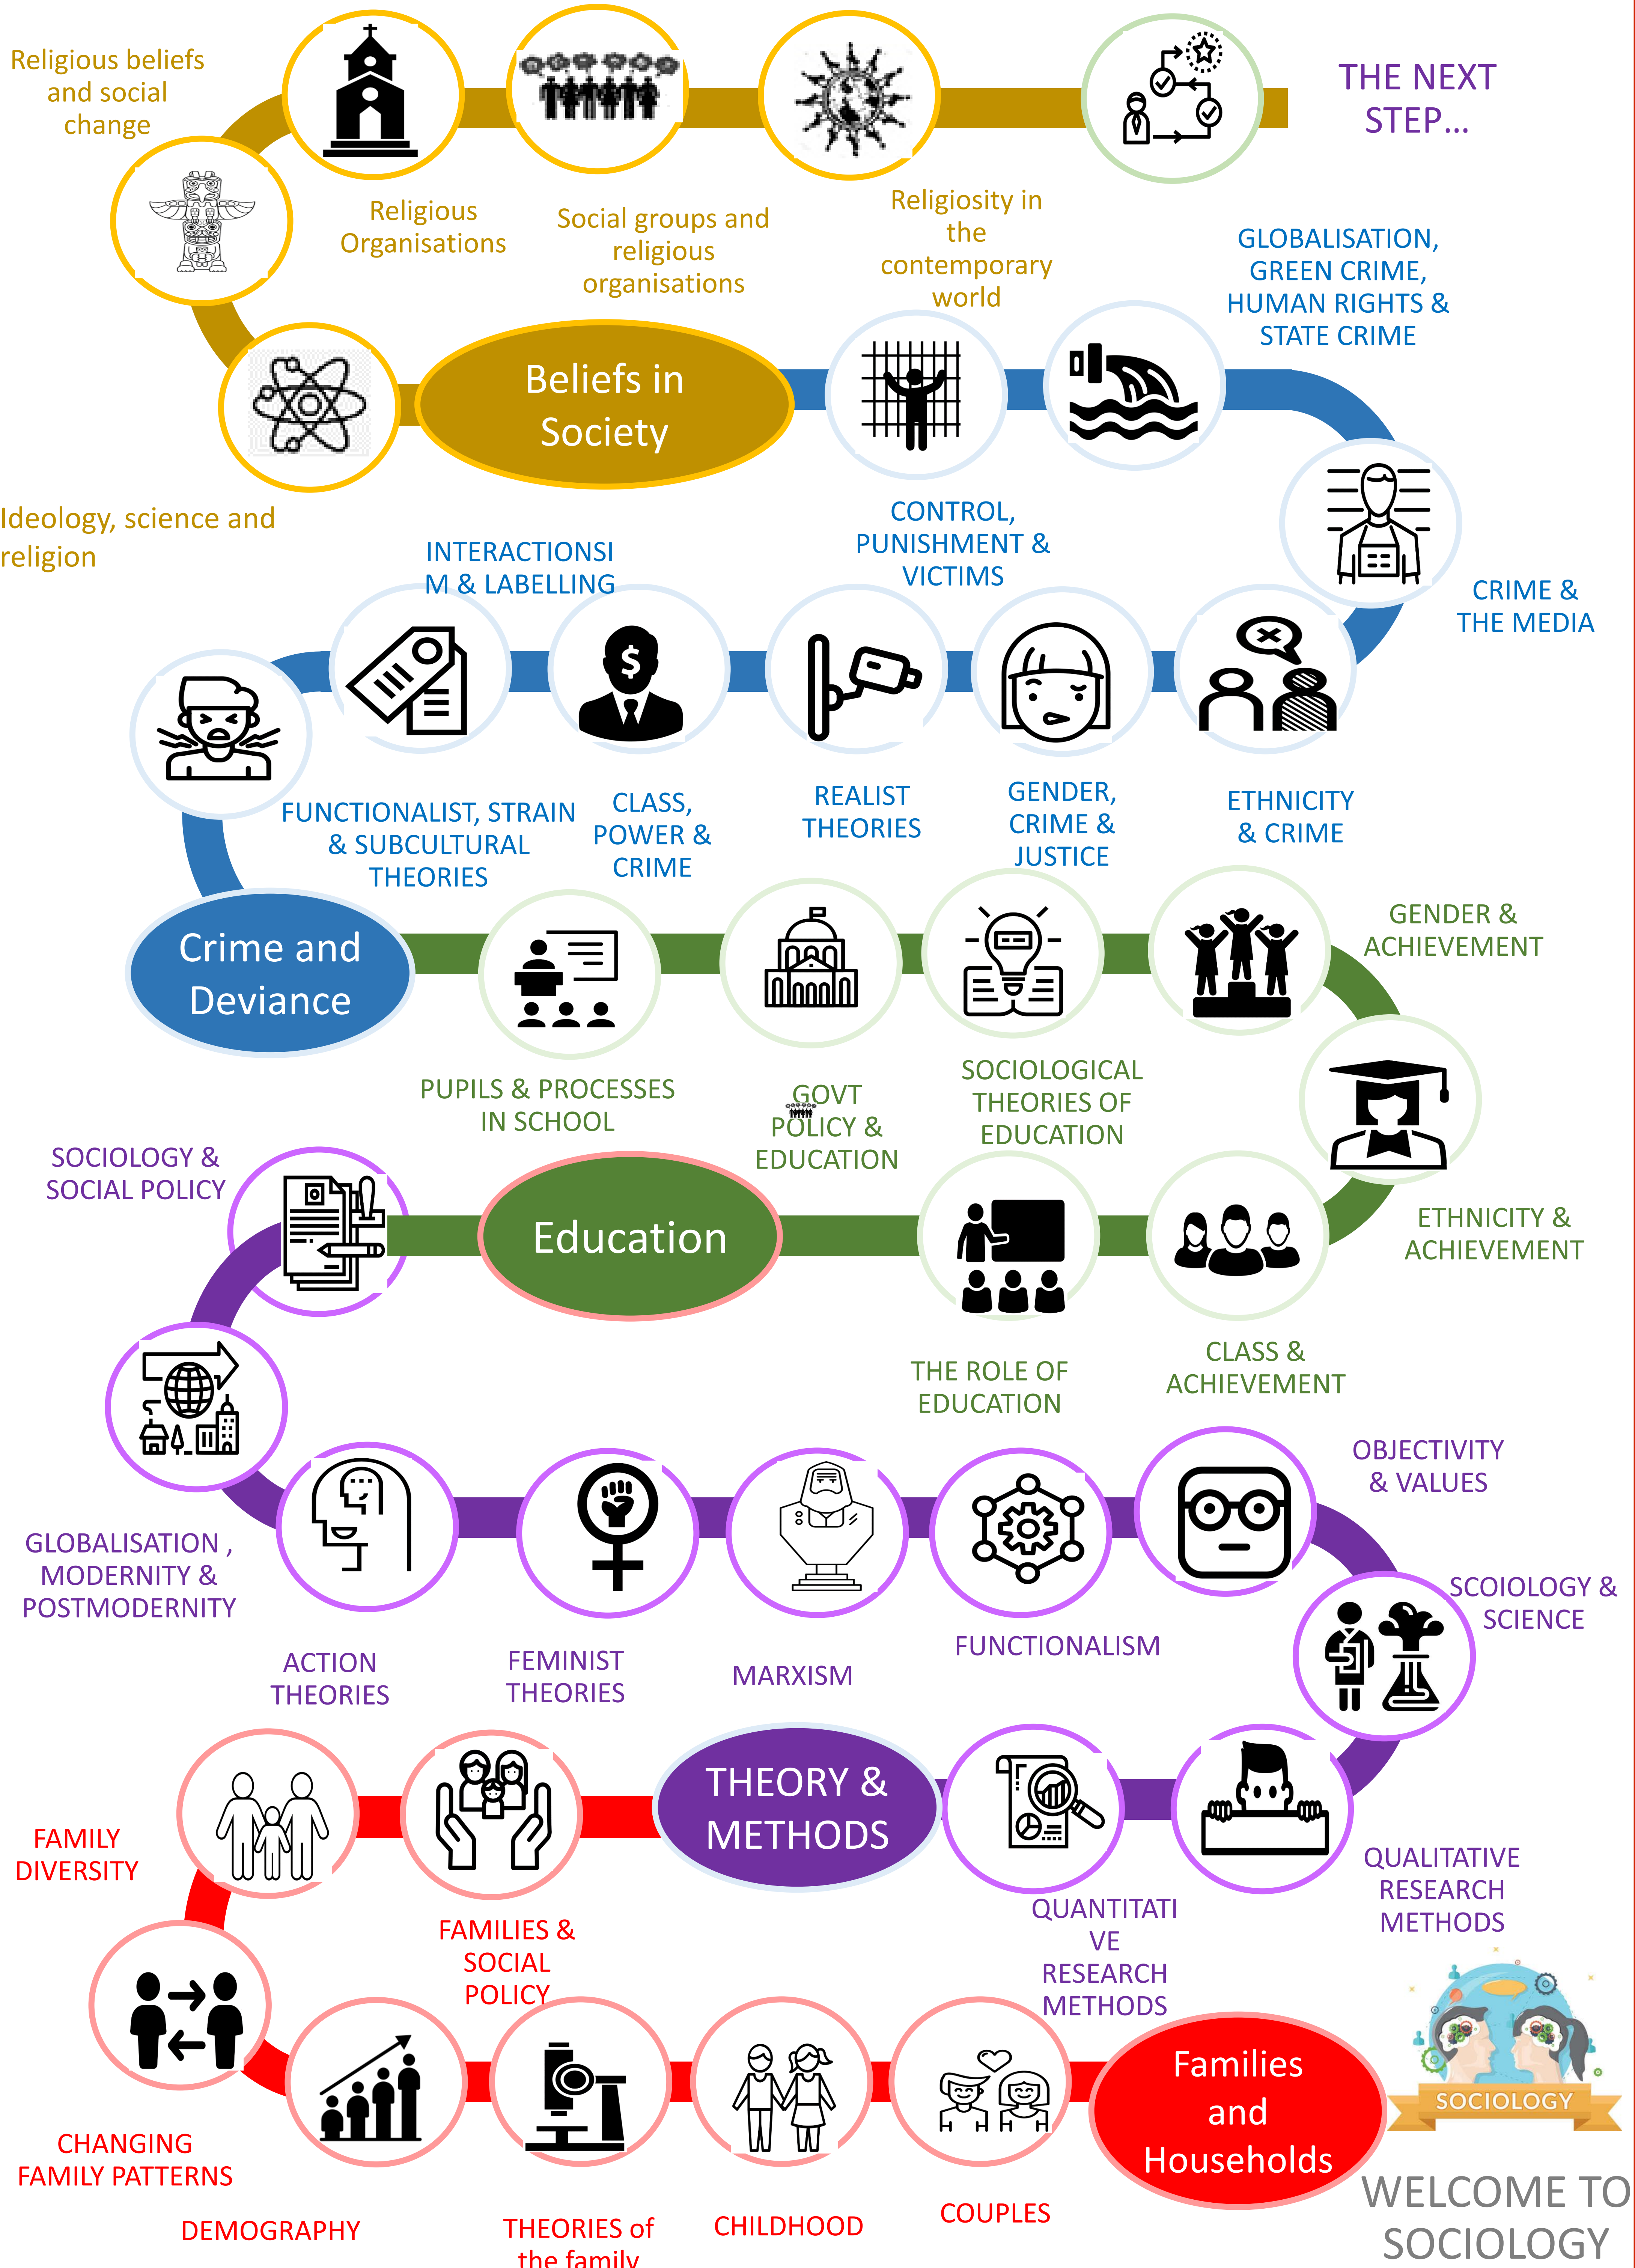 Religious beliefs
and social
change
THE NEXT
STEP...
Religious
Organisations
Social groups and
religious
organisations
Religiosity in
the
contemporary
world
GLOBALISATION,
GREEN CRIME,
HUMAN RIGHTS &
STATE CRIME
Beliefs in
Society
Ideology, science and
religion
INTERACTIONSI
M & LABELLING
CONTROL,
PUNISHMENT &
VICTIMS
CRIME &
THE MEDIA
$
FUNCTIONALIST, STRAIN
& SUBCULTURAL
THEORIES
CLASS,
POWER &
CRIME
REALIST
THEORIES
GENDER,
CRIME &
JUSTICE
ETHNICITY
& CRIME
Crime and
Deviance
GENDER &
ACHIEVEMENT
PUPILS & PROCESSES
IN SCHOOL
GOVT
POLICY &
EDUCATION
SOCIOLOGICAL
THEORIES OF
EDUCATION
SOCIOLOGY &
SOCIAL POLICY
Education
ETHNICITY &
ACHIEVEMENT
THE ROLE OF
EDUCATION
CLASS &
ACHIEVEMENT
OBJECTIVITY
& VALUES
GLOBALISATION ,
MODERNITY &
POSTMODERNITY
SCOIOLOGY &
SCIENCE
ACTION
THEORIES
FEMINIST
THEORIES
MARXISM
FUNCTIONALISM
THEORY &
METHODS
FAMILY
DIVERSITY
QUALITATIVE
RESEARCH
METHODS
FAMILIES &
SOCIAL
POLICY
QUANTITATI
VE
RESEARCH
METHODS
Families
and
Households
SOCIOLOGY
CHANGING
FAMILY PATTERNS
DEMOGRAPHY
THEORIES of
the family
CHILDHOOD
COUPLES
WELCOME TO
SOCIOLOGY